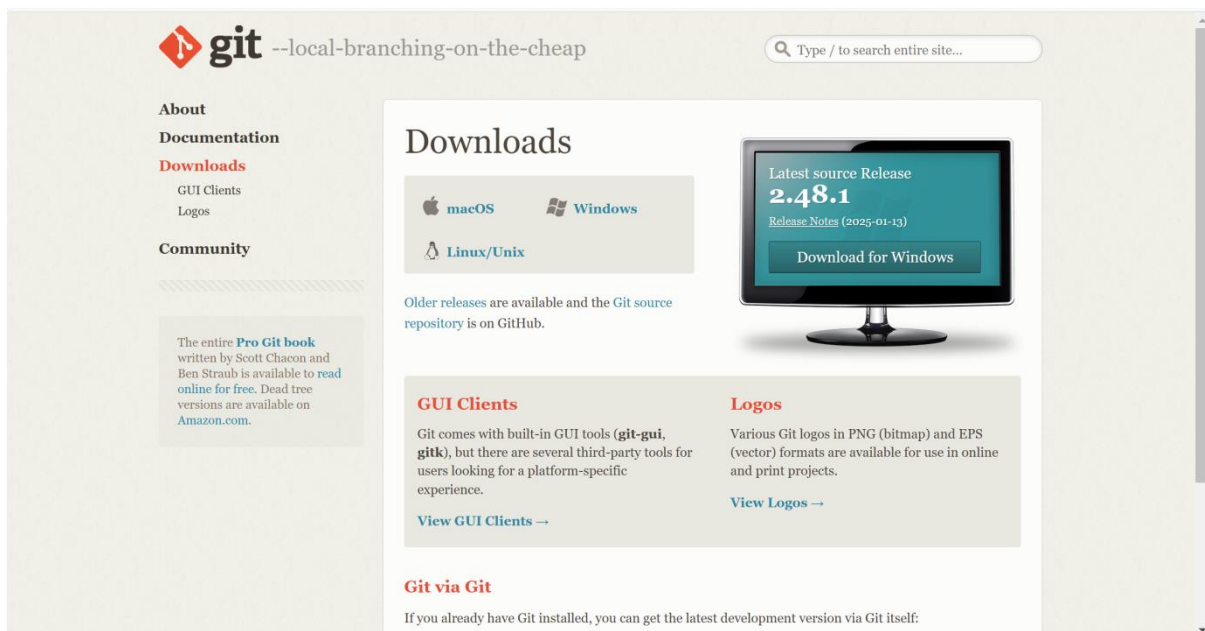 git --local-branching-on-the-cheap
Type / to search entire site...
About
Documentation
Downloads
GUI Clients
Logos
Community
The entire Pro Git book
written by Scott Chacon and
Ben Straub is available to read
online for free. Dead tree
versions are available on
Amazon.com.
Downloads
macOS
Windows
Linux/Unix
Older releases are available and the Git source
repository is on GitHub.
Latest source Release
2.48.1
Release Notes (2025-01-13)
Download for Windows
GUI Clients
Git comes with built-in GUI tools (git-gui,
gitk), but there are several third-party tools for
users looking for a platform-specific
experience.
View GUI Clients →
Logos
Various Git logos in PNG (bitmap) and EPS
(vector) formats are available for use in online
and print projects.
View Logos →
Git via Git
If you already have Git installed, you can get the latest development version via Git itself: